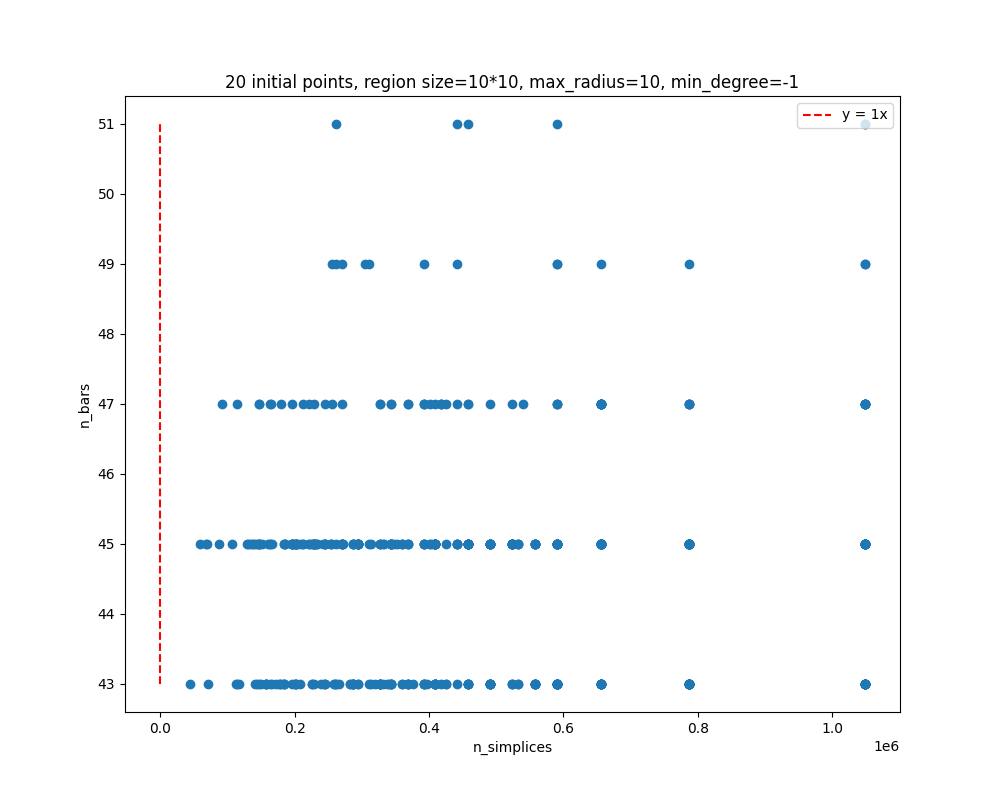 20 initial points, region size=10*10, max_radius=10, min_degree=-1
y = 1x
51
50
49
48
47
46
45
44
43
n_bars
0.0 0.2 0.4 0.6 0.8 1.0
1e6
n_simplices